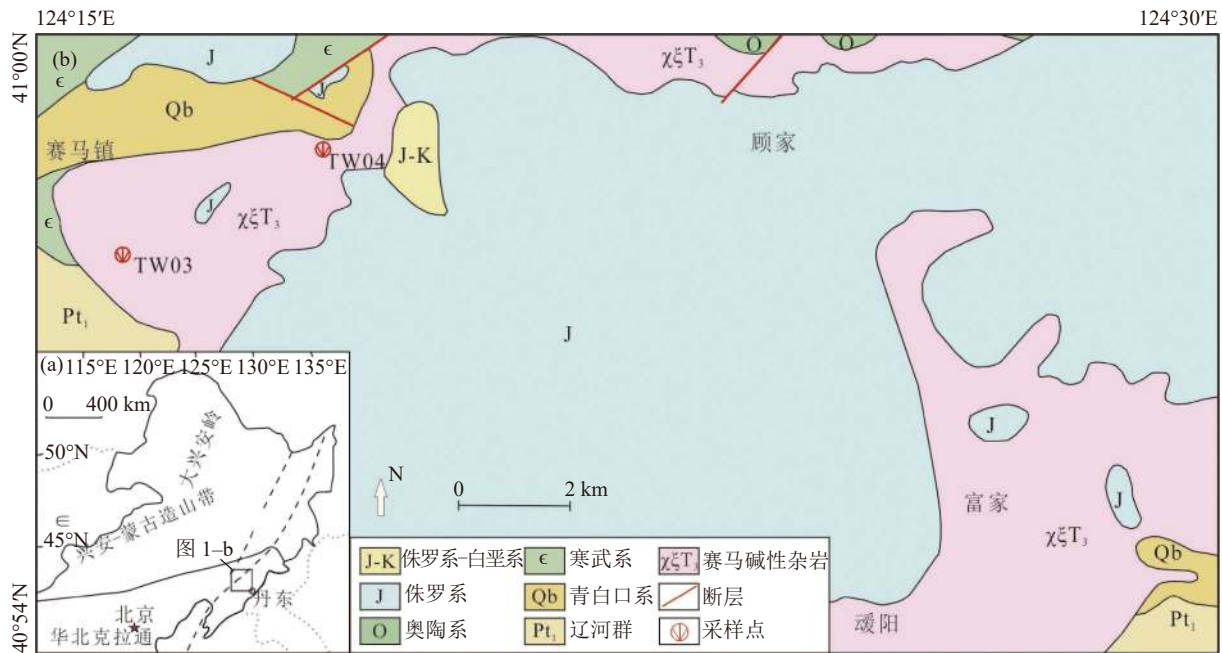 124°15′E
124°30′E
41°00′N
(b)
ϵ
J
ϵ
χξT₃
O
O
J
Qb
顾家
赛马镇
TW04
J-K
J
ϵ
χξT₃
TW03
Pt₁
J
(a) 115°E 120°E 125°E 130°E 135°E
0 400 km
大兴安岭
50°N
兴安-蒙古造山带
45°N
图 1-b
丹东
北京
华北克拉通
40°54′N
N
0 2 km
J
富家
J
χξT₃
Qb
Pt₁
叆阳
J-K 侏罗系-白垩系
ϵ 寒武系
χξT₃ 赛马碱性杂岩
J 侏罗系
Qb 青白口系
断层
O 奥陶系
Pt₁ 辽河群
采样点